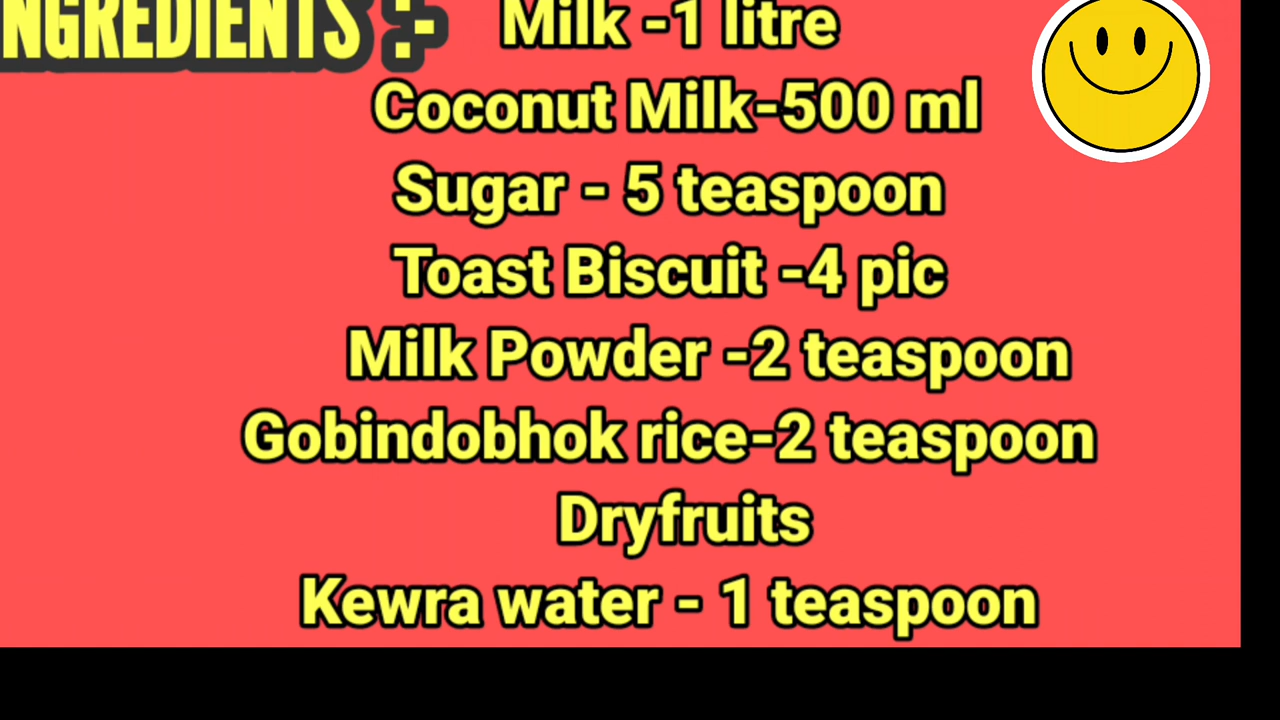 NGREDIENTS :- Milk -1 litre
Coconut Milk-500 ml
Sugar - 5 teaspoon
Toast Biscuit -4 pic
Milk Powder -2 teaspoon
Gobindobhok rice-2 teaspoon
Dryfruits
Kewra water - 1 teaspoon